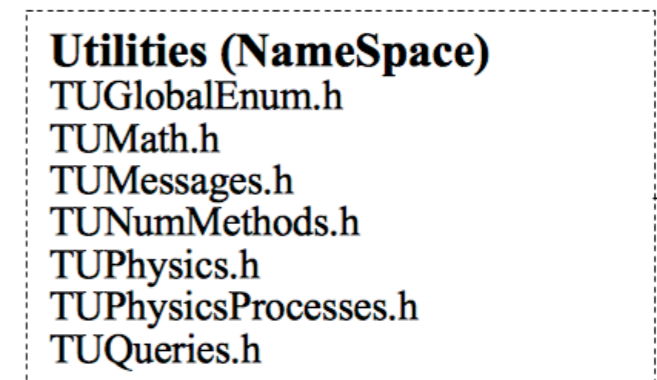 Utilities (NameSpace)
TUGlobalEnum.h
TUMath.h
TUMessages.h
TUNumMethods.h
TUPhysics.h
TUPhysicsProcesses.h
TUQueries.h